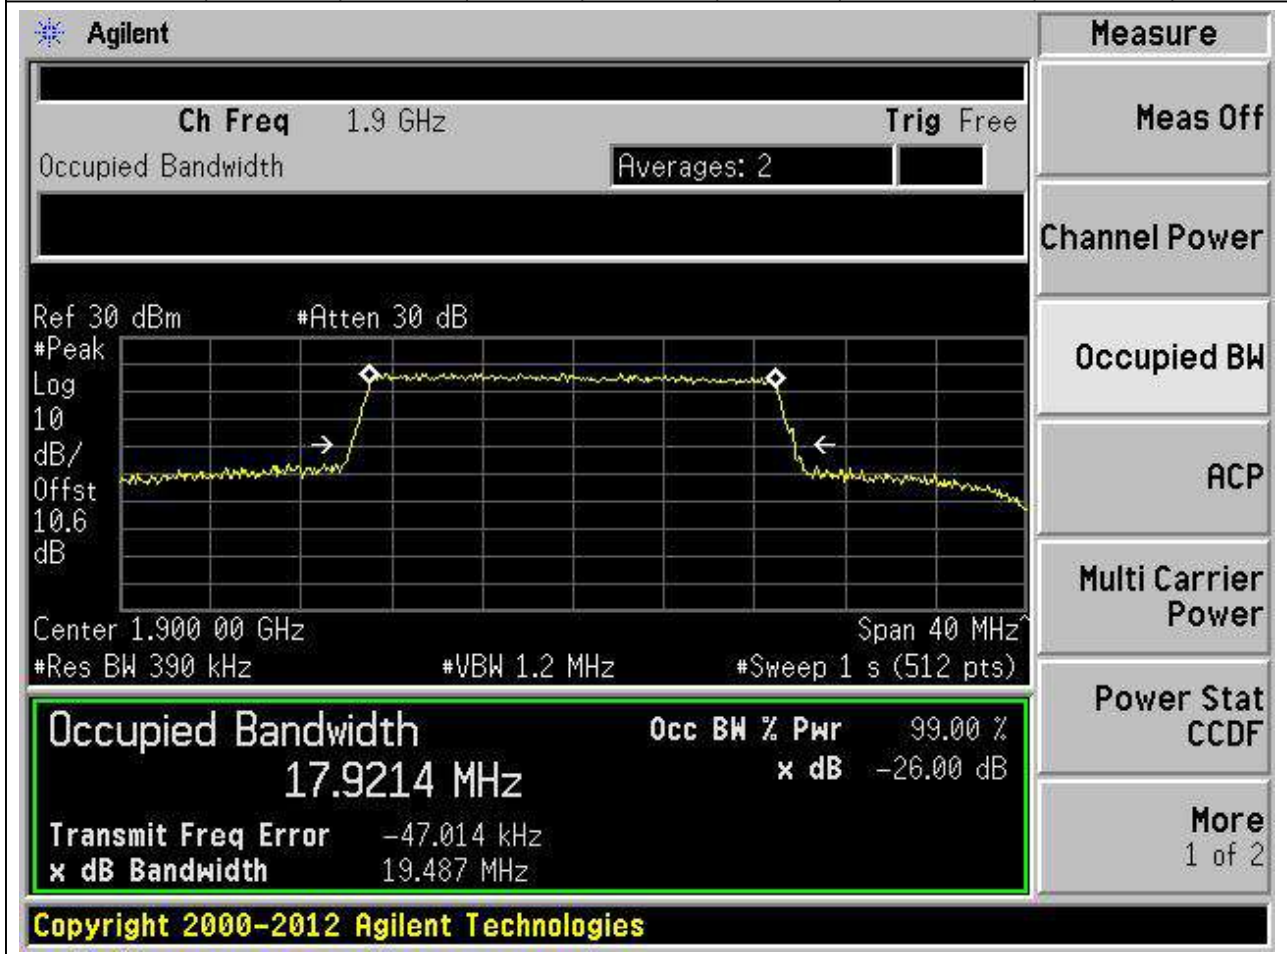 Agilent
Measure
Ch Freq 1.9 GHz Trig Free
Meas Off
Occupied Bandwidth Averages: 2
Channel Power
Ref 30 dBm #Atten 30 dB
#Peak
Log
10
dB/
Offst
10.6
dB
Occupied BW
ACP
Center 1.900 00 GHz Span 40 MHz^
#Res BW 390 kHz #VBW 1.2 MHz #Sweep 1 s (512 pts)
Multi Carrier
Power
Occupied Bandwidth Occ BW % Pwr 99.00 %
17.9214 MHz x dB -26.00 dB
Transmit Freq Error -47.014 kHz
x dB Bandwidth 19.487 MHz
Power Stat
CCDF
More
1 of 2
Copyright 2000-2012 Agilent Technologies